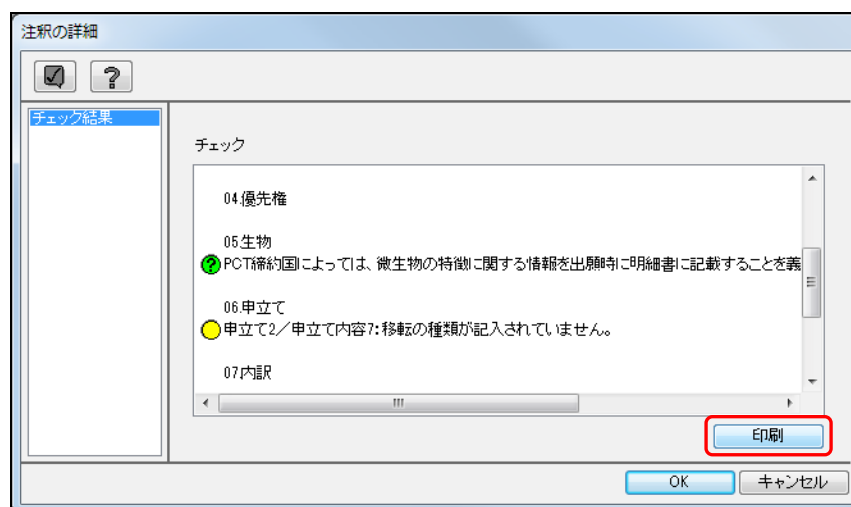 注釈の詳細
チェック結果
チェック
04.優先権
05.生物
PCT締約国によっては、微生物の特徴に関する情報を出願時に明細書に記載することを義
06.申立て
申立て2／申立て内容7:移転の種類が記入されていません。
07.内訳
印刷
OK
キャンセル